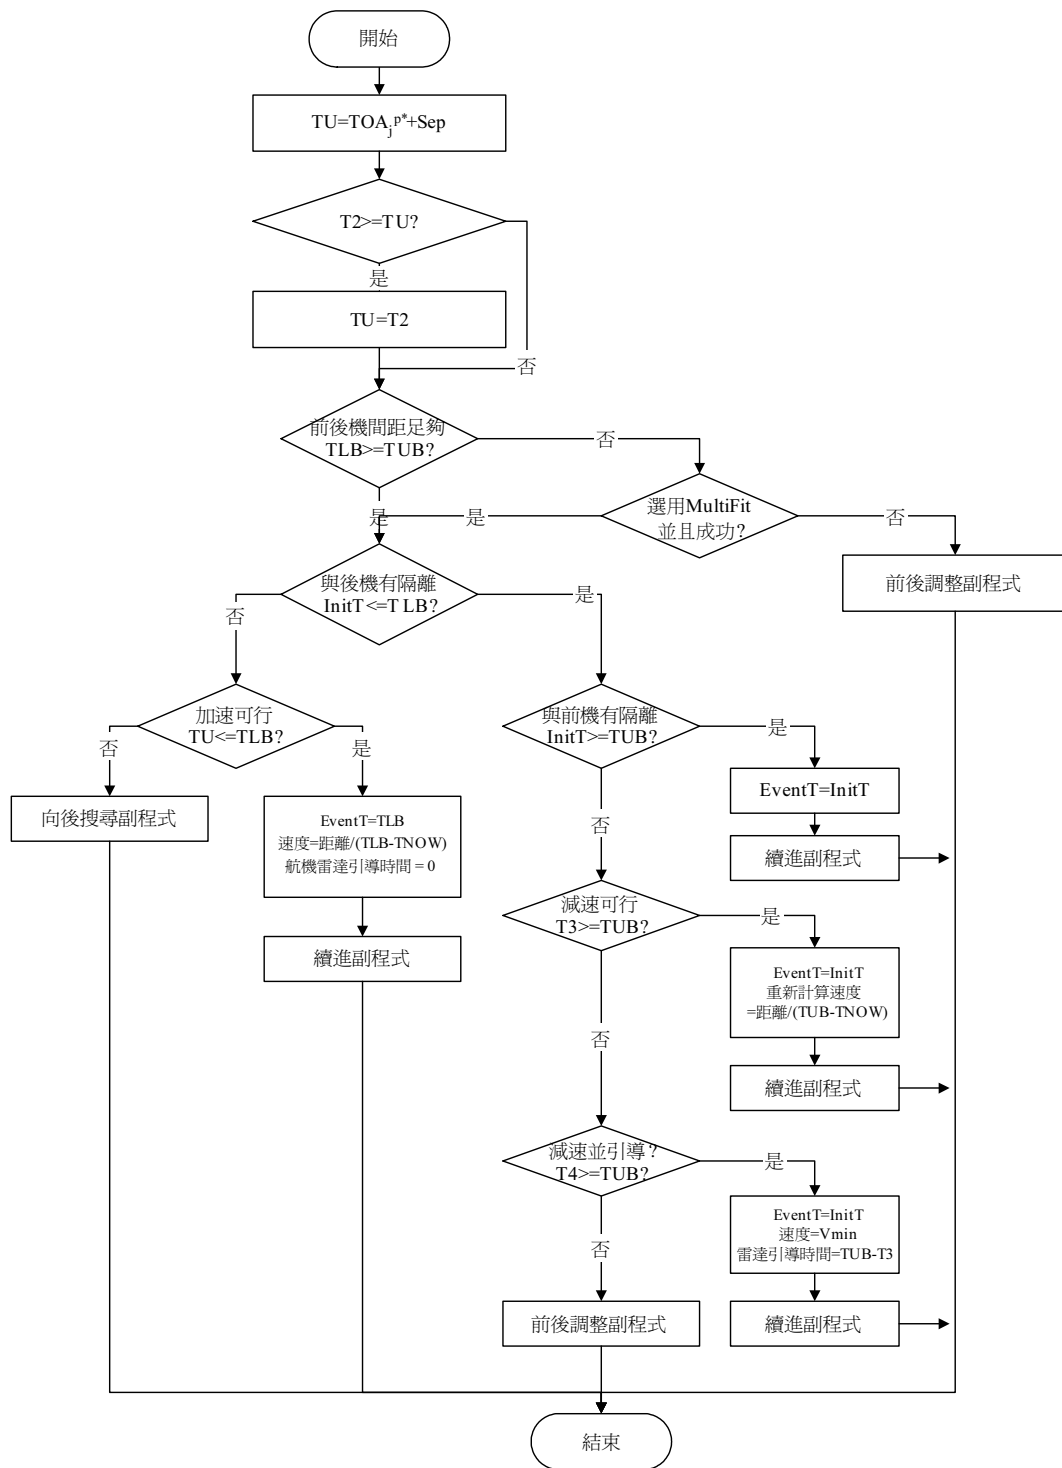 開始
TU=TOAj^p*+Sep
T2>=TU?
是
TU=T2
否
前後機間距足夠
TLB>=TUB?
否
選用MultiFit
並且成功?
是
是
否
前後調整副程式
與後機有隔離
InitT<=TLB?
否
是
加速可行
TU<=TLB?
否
是
與前機有隔離
InitT>=TUB?
是
向後搜尋副程式
EventT=TLB
速度=距離/(TLB-TNOW)
航機雷達引導時間=0
EventT=InitT
否
續進副程式
減速可行
T3>=TUB?
是
續進副程式
EventT=InitT
重新計算速度
=距離/(TUB-TNOW)
否
續進副程式
減速並引導?
T4>=TUB?
是
EventT=InitT
速度=Vmin
雷達引導時間=TUB-T3
否
前後調整副程式
續進副程式
結束